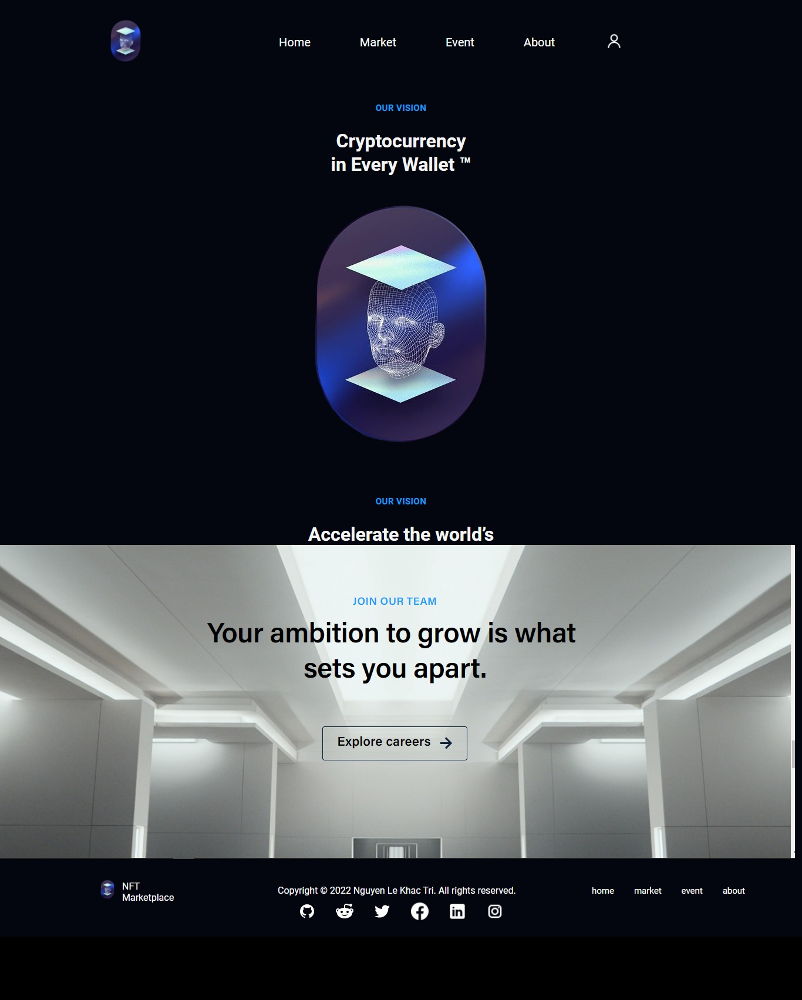 Home
Market
Event
About
OUR VISION
Cryptocurrency
in Every Wallet ™
OUR VISION
Accelerate the world’s
JOIN OUR TEAM
Your ambition to grow is what
sets you apart.
Explore careers
NFT
Marketplace
Copyright © 2022 Nguyen Le Khac Tri. All rights reserved.
home
market
event
about